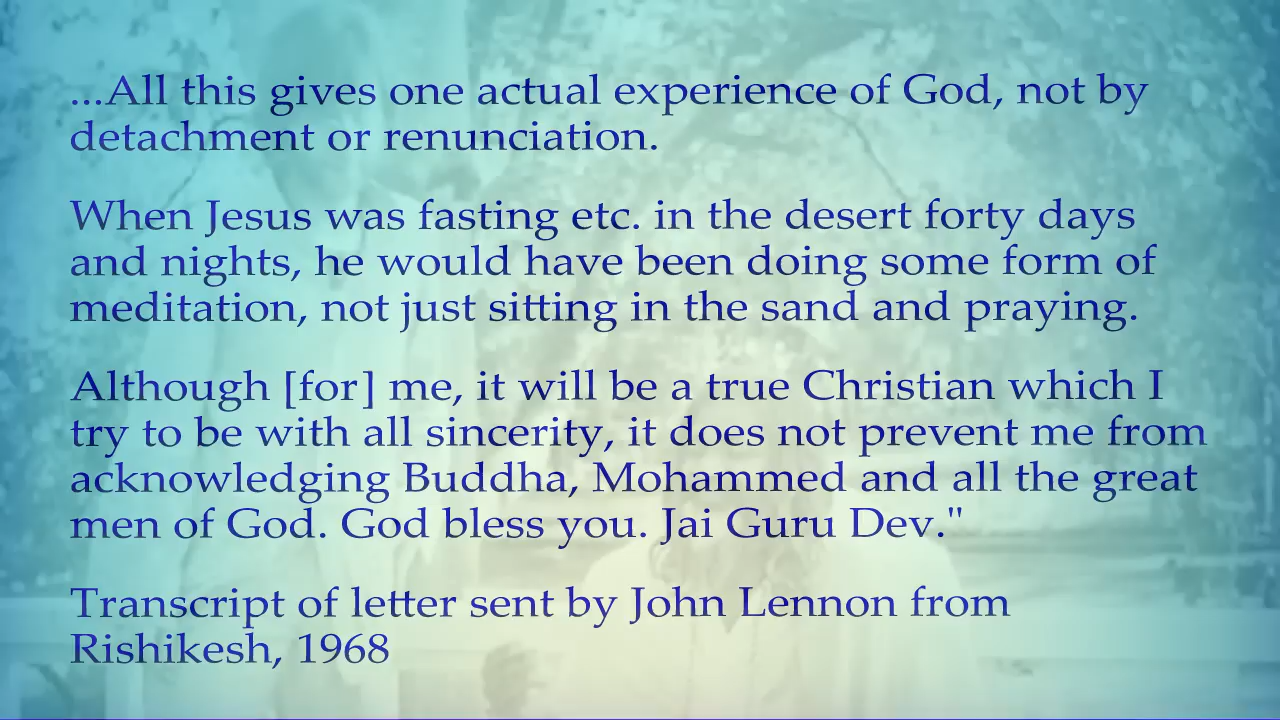 ...All this gives one actual experience of God, not by
detachment or renunciation.
When Jesus was fasting etc. in the desert forty days
and nights, he would have been doing some form of
meditation, not just sitting in the sand and praying.
Although [for] me, it will be a true Christian which I
try to be with all sincerity, it does not prevent me from
acknowledging Buddha, Mohammed and all the great
men of God. God bless you. Jai Guru Dev."
Transcript of letter sent by John Lennon from
Rishikesh, 1968